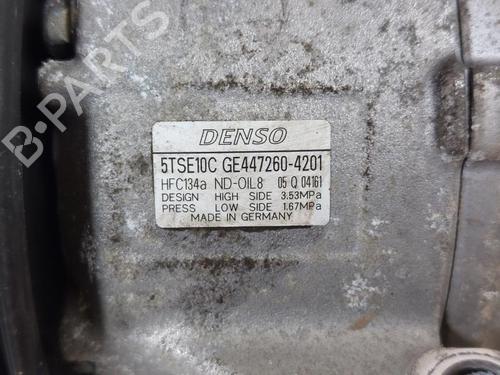 B-PARTS
DENSO
5TSE10C GE447260-4201
HFC134a ND-OIL8 05 Q 04161
DESIGN HIGH SIDE 3.53MPa
PRESS LOW SIDE 1.67MPa
MADE IN GERMANY